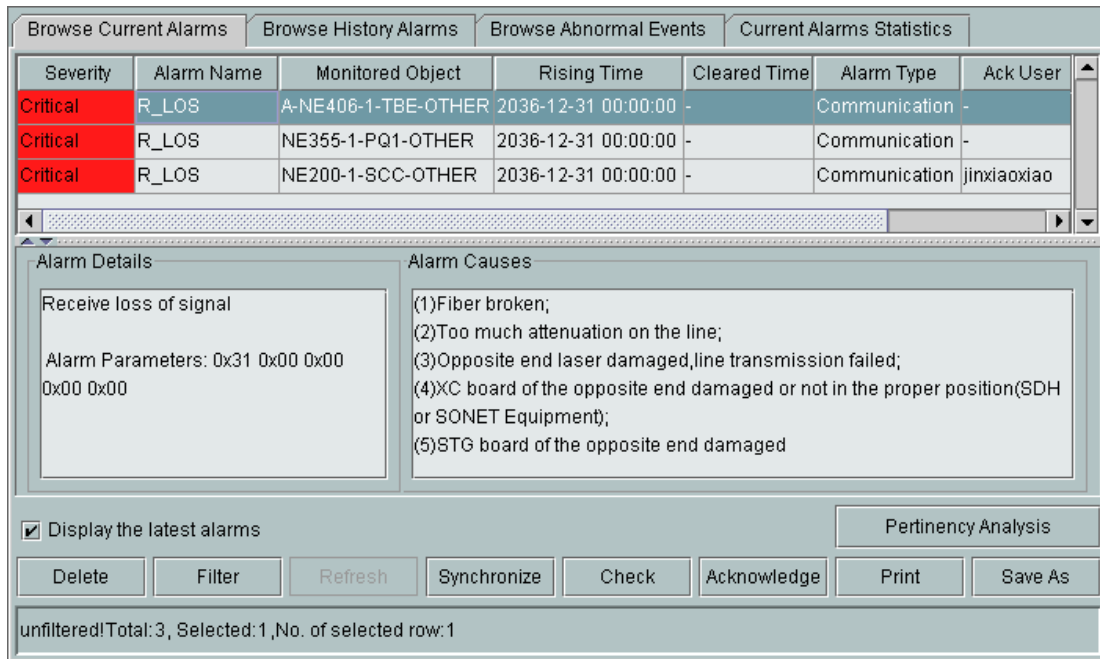 Browse Current Alarms Browse History Alarms Browse Abnormal Events Current Alarms Statistics
Severity Alarm Name Monitored Object Rising Time Cleared Time Alarm Type Ack User
Critical R_LOS A-NE406-1-TBE-OTHER 2036-12-31 00:00:00 - Communication -
Critical R_LOS NE355-1-PQ1-OTHER 2036-12-31 00:00:00 - Communication -
Critical R_LOS NE200-1-SCC-OTHER 2036-12-31 00:00:00 - Communication jinxiaoxiao
Alarm Details
Receive loss of signal
Alarm Parameters: 0x31 0x00 0x00
0x00 0x00
Alarm Causes
(1)Fiber broken;
(2)Too much attenuation on the line;
(3)Opposite end laser damaged,line transmission failed;
(4)XC board of the opposite end damaged or not in the proper position(SDH
or SONET Equipment);
(5)STG board of the opposite end damaged
Display the latest alarms
Pertinency Analysis
Delete Filter Refresh Synchronize Check Acknowledge Print Save As
unfiltered!Total:3, Selected:1,No. of selected row:1